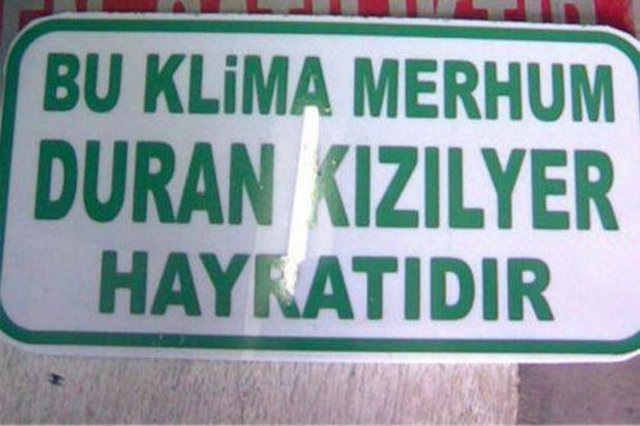 BU KLiMA MERHUM
DURAN KIZILYER
HAYRATIDIR